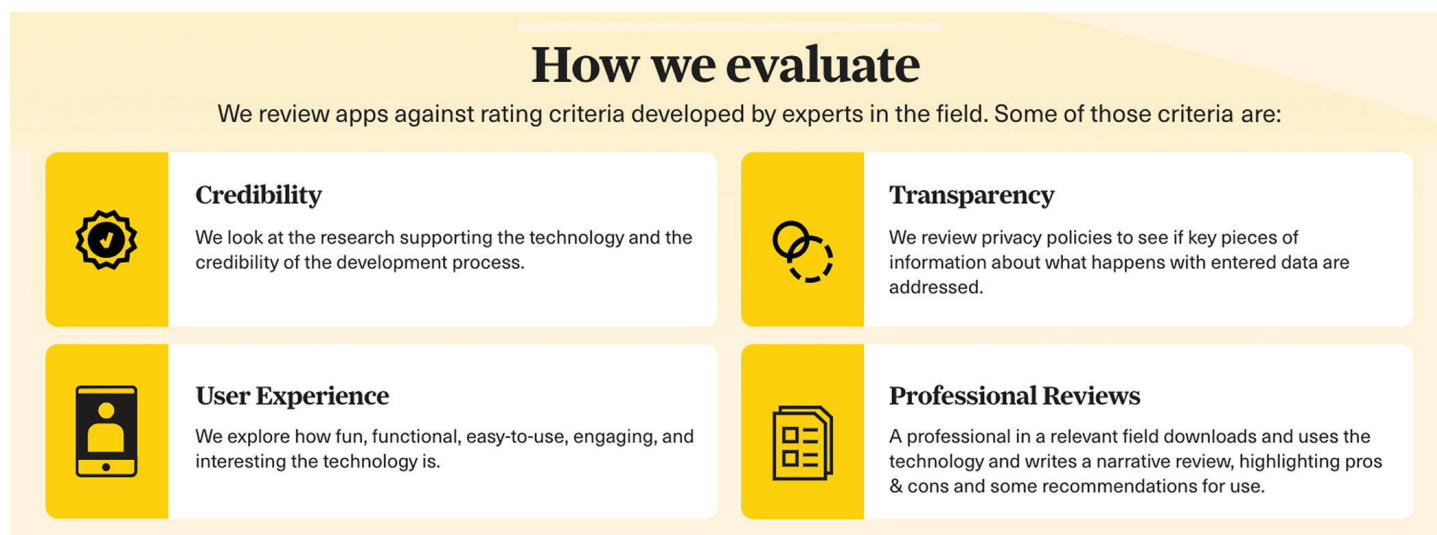 How we evaluate
We review apps against rating criteria developed by experts in the field. Some of those criteria are:
Credibility
We look at the research supporting the technology and the
credibility of the development process.
Transparency
We review privacy policies to see if key pieces of
information about what happens with entered data are
addressed.
User Experience
We explore how fun, functional, easy-to-use, engaging, and
interesting the technology is.
Professional Reviews
A professional in a relevant field downloads and uses the
technology and writes a narrative review, highlighting pros
& cons and some recommendations for use.